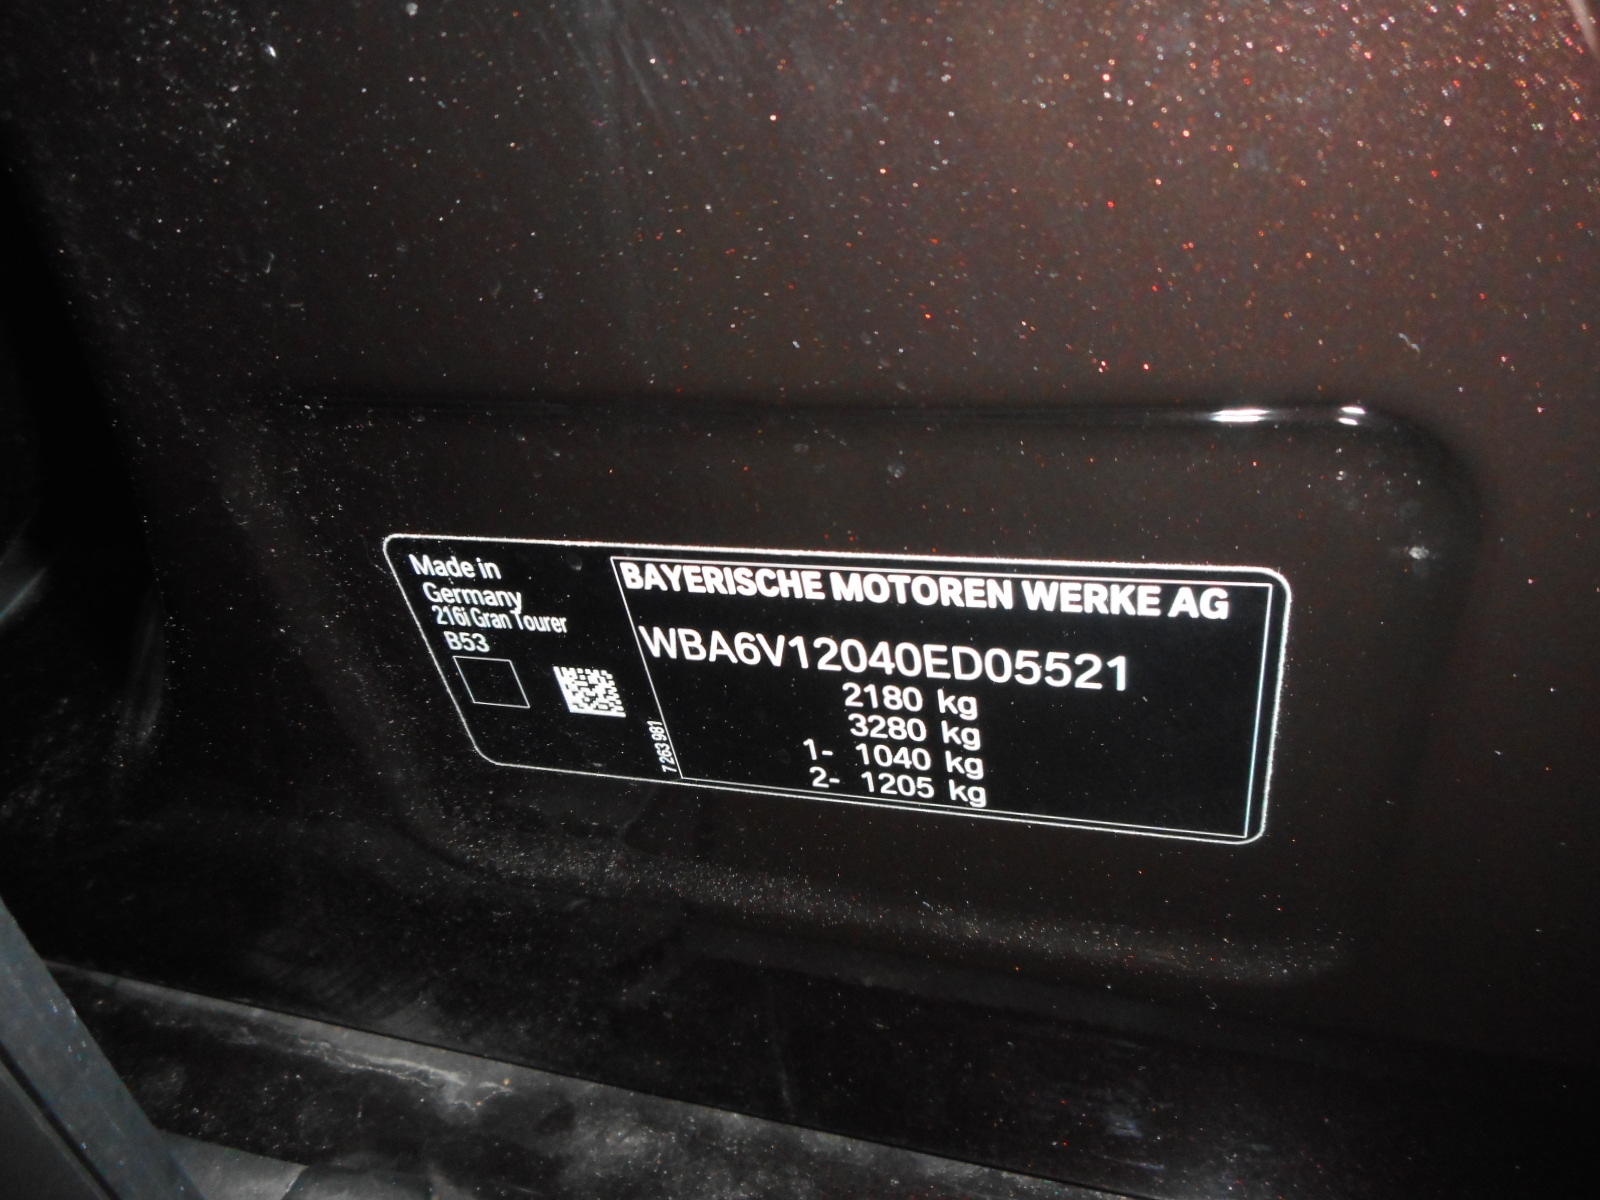 Made in
Germany
216i Gran Tourer
B53
7 263 981
BAYERISCHE MOTOREN WERKE AG
WBA6V12040ED05521
2180 kg
3280 kg
1- 1040 kg
2- 1205 kg